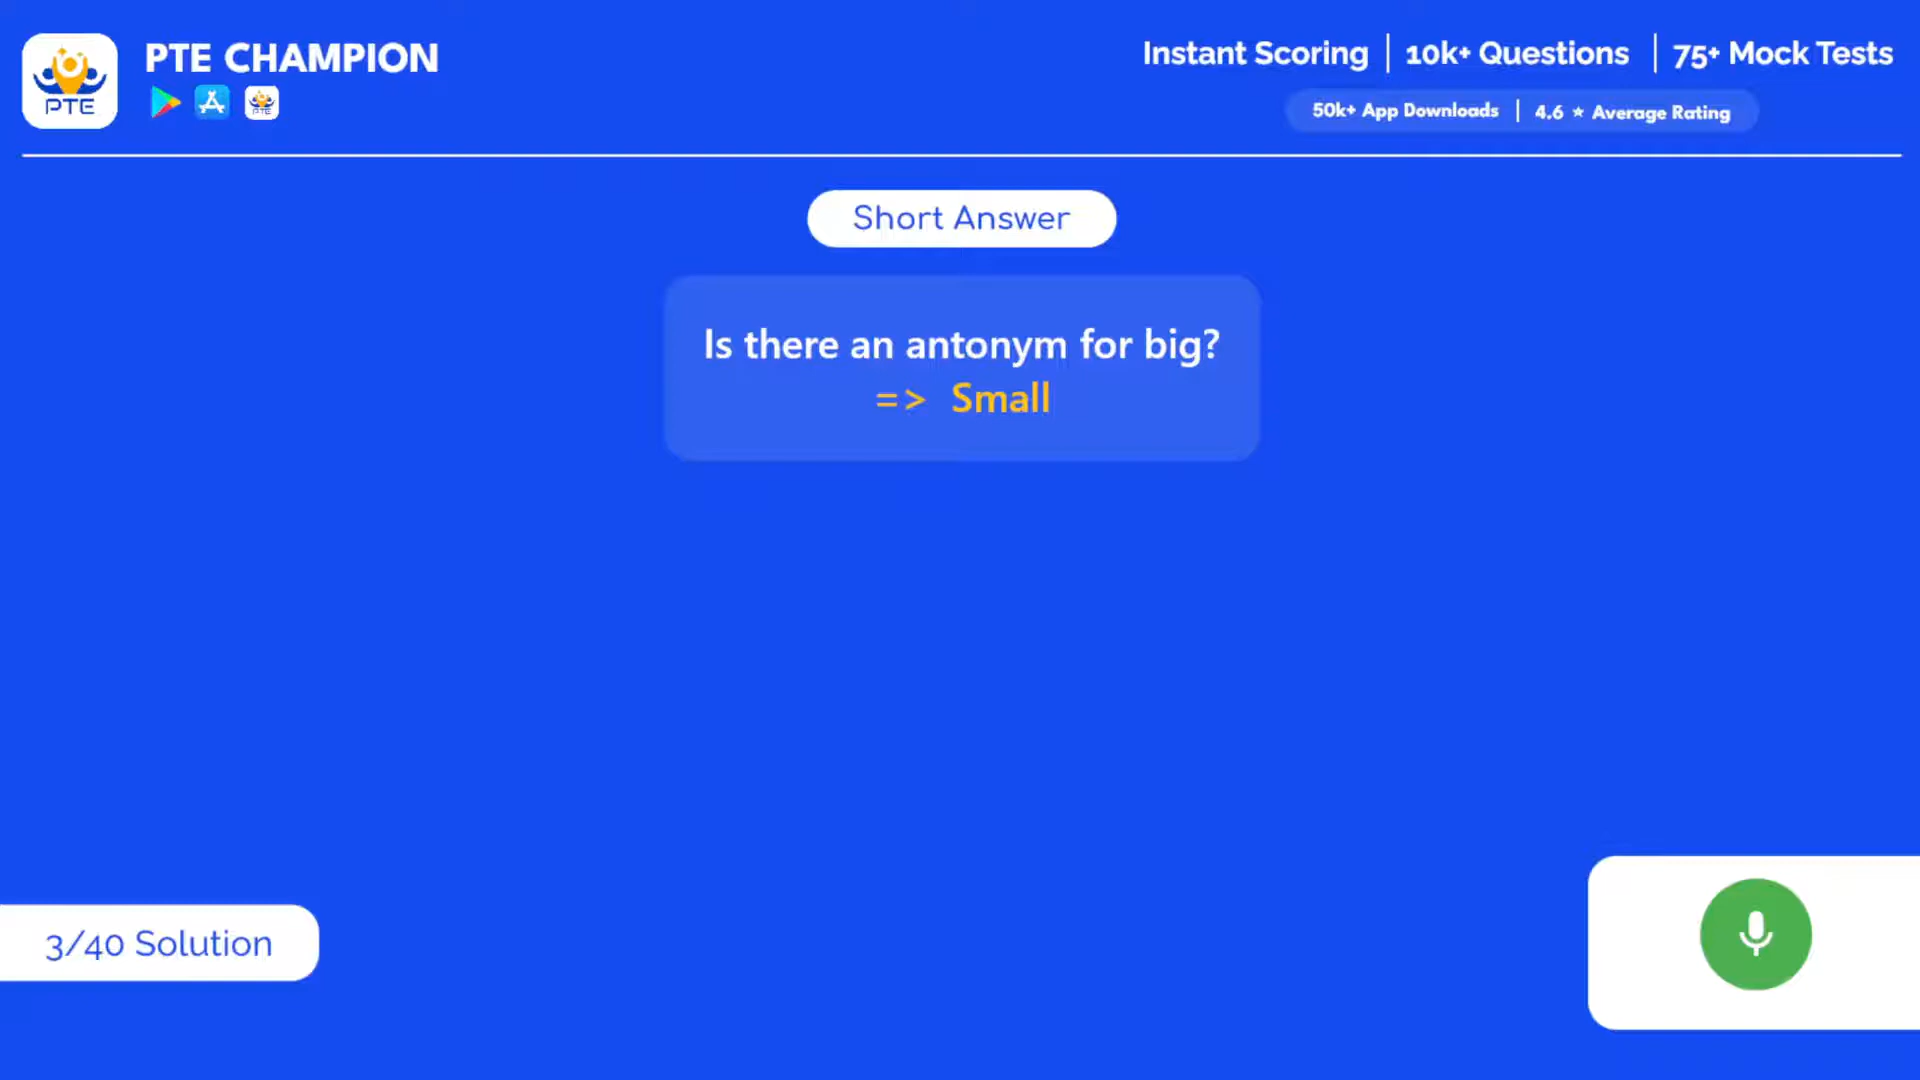 PTE CHAMPION
PTE
PTE
Instant Scoring | 10k+ Questions | 75+ Mock Tests
50k+ App Downloads | 4.6 ★ Average Rating
Short Answer
Is there an antonym for big?
=> Small
3/40 Solution